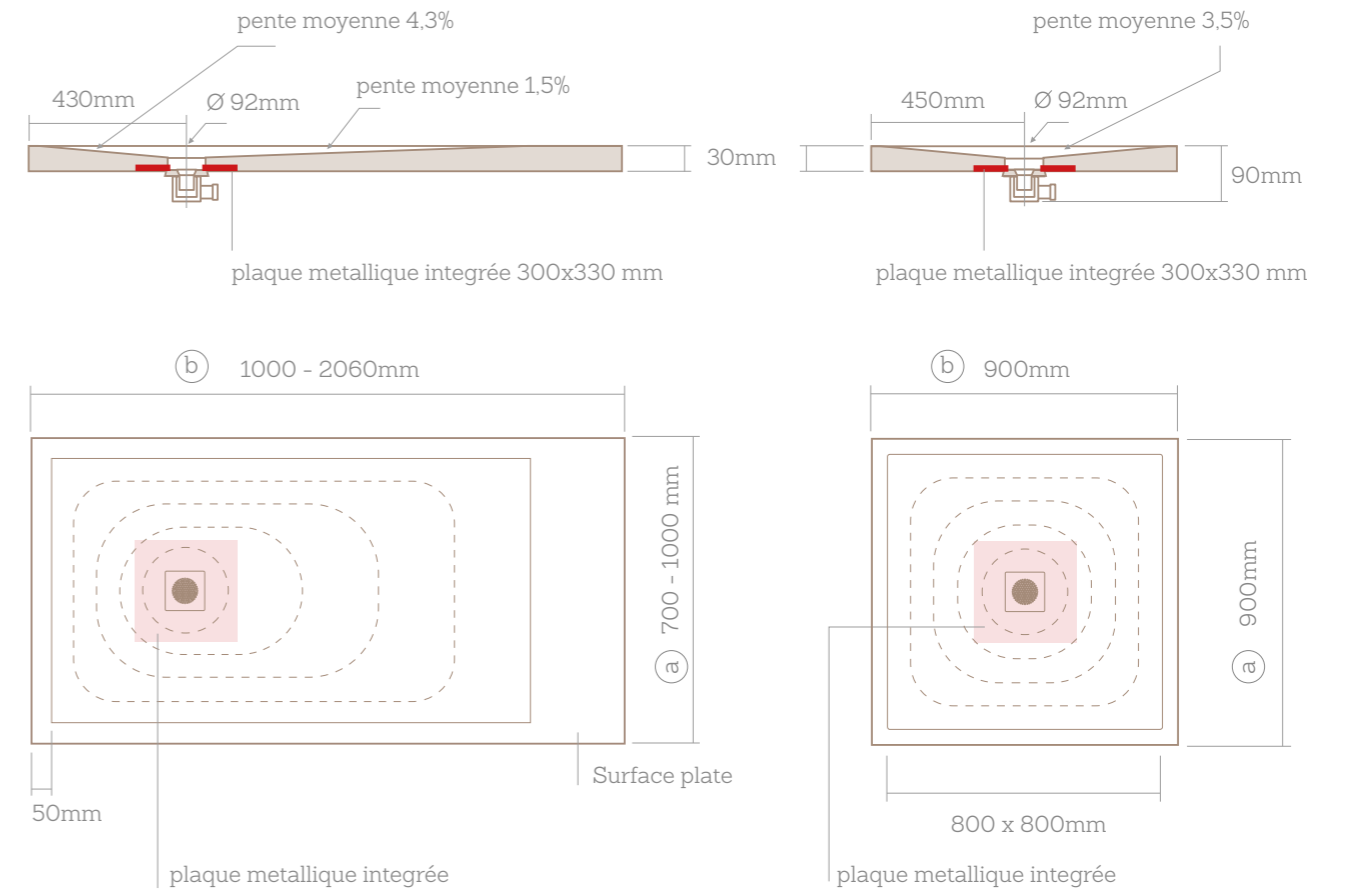 pente moyenne 4,3%
pente moyenne 3,5%
pente moyenne 1,5%
430mm
Ø 92mm
450mm
Ø 92mm
30mm
90mm
plaque metallique integrée 300x330 mm
plaque metallique integrée 300x330 mm
b 1000 - 2060mm
b 900mm
a 700 - 1000 mm
a 900mm
Surface plate
50mm
800 x 800mm
plaque metallique integrée
plaque metallique integrée